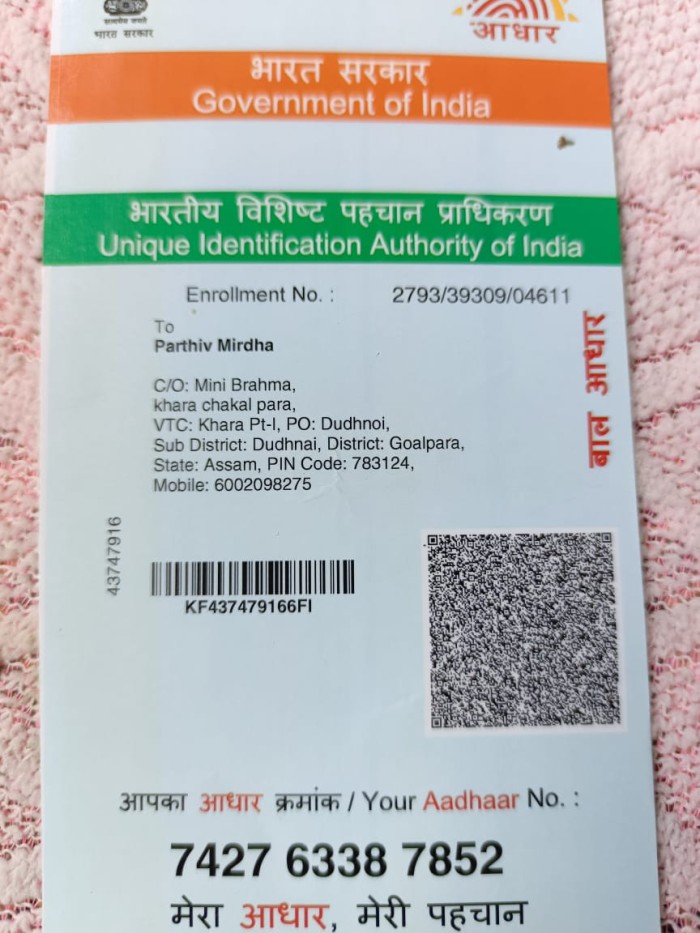 सत्यमेव जयते
भारत सरकार
आधार
भारत सरकार
Government of India
भारतीय विशिष्ट पहचान प्राधिकरण
Unique Identification Authority of India
Enrollment No. : 2793/39309/04611
To
Parthiv Mirdha
C/O: Mini Brahma,
khara chakal para,
VTC: Khara Pt-I, PO: Dudhnoi,
Sub District: Dudhnai, District: Goalpara,
State: Assam, PIN Code: 783124,
Mobile: 6002098275
बाल आधार
43747916
KF437479166FI
आपका आधार क्रमांक / Your Aadhaar No. :
7427 6338 7852
मेरा आधार, मेरी पहचान